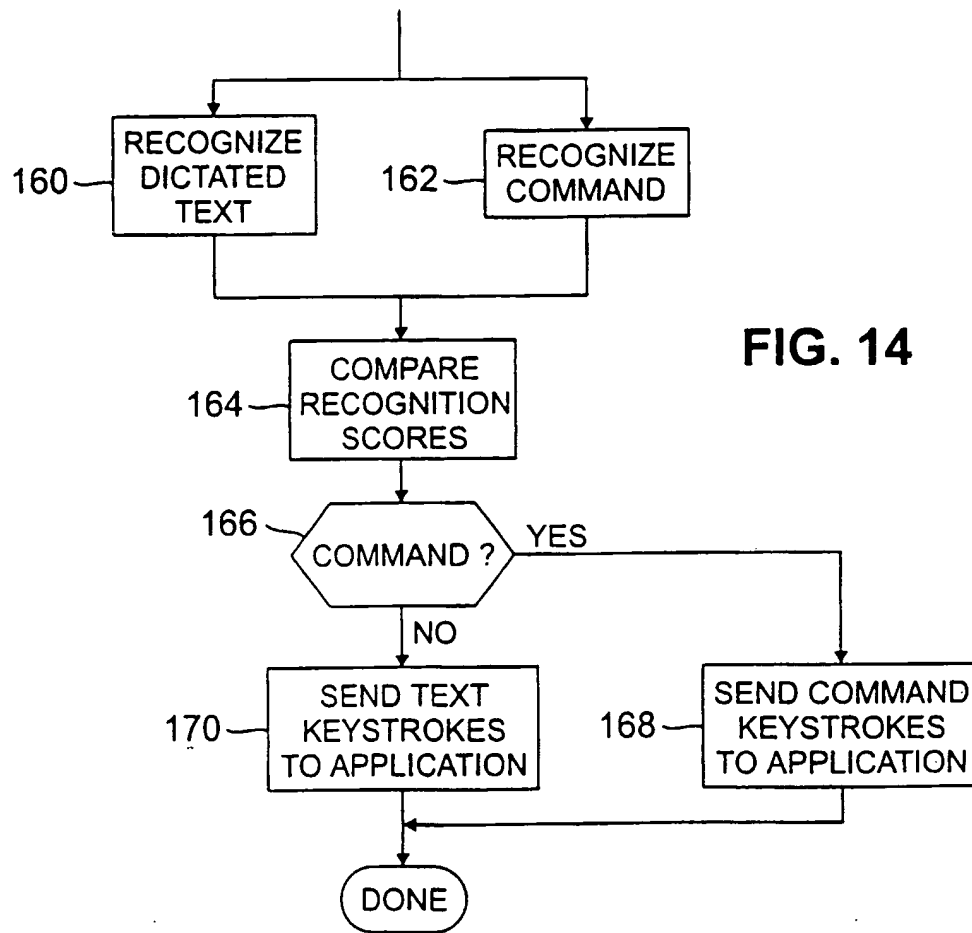 RECOGNIZE
DICTATED
TEXT
160
RECOGNIZE
COMMAND
162
COMPARE
RECOGNITION
SCORES
164
FIG. 14
COMMAND ?
166
YES
NO
SEND TEXT
KEYSTROKES
TO APPLICATION
170
SEND COMMAND
KEYSTROKES
TO APPLICATION
168
DONE